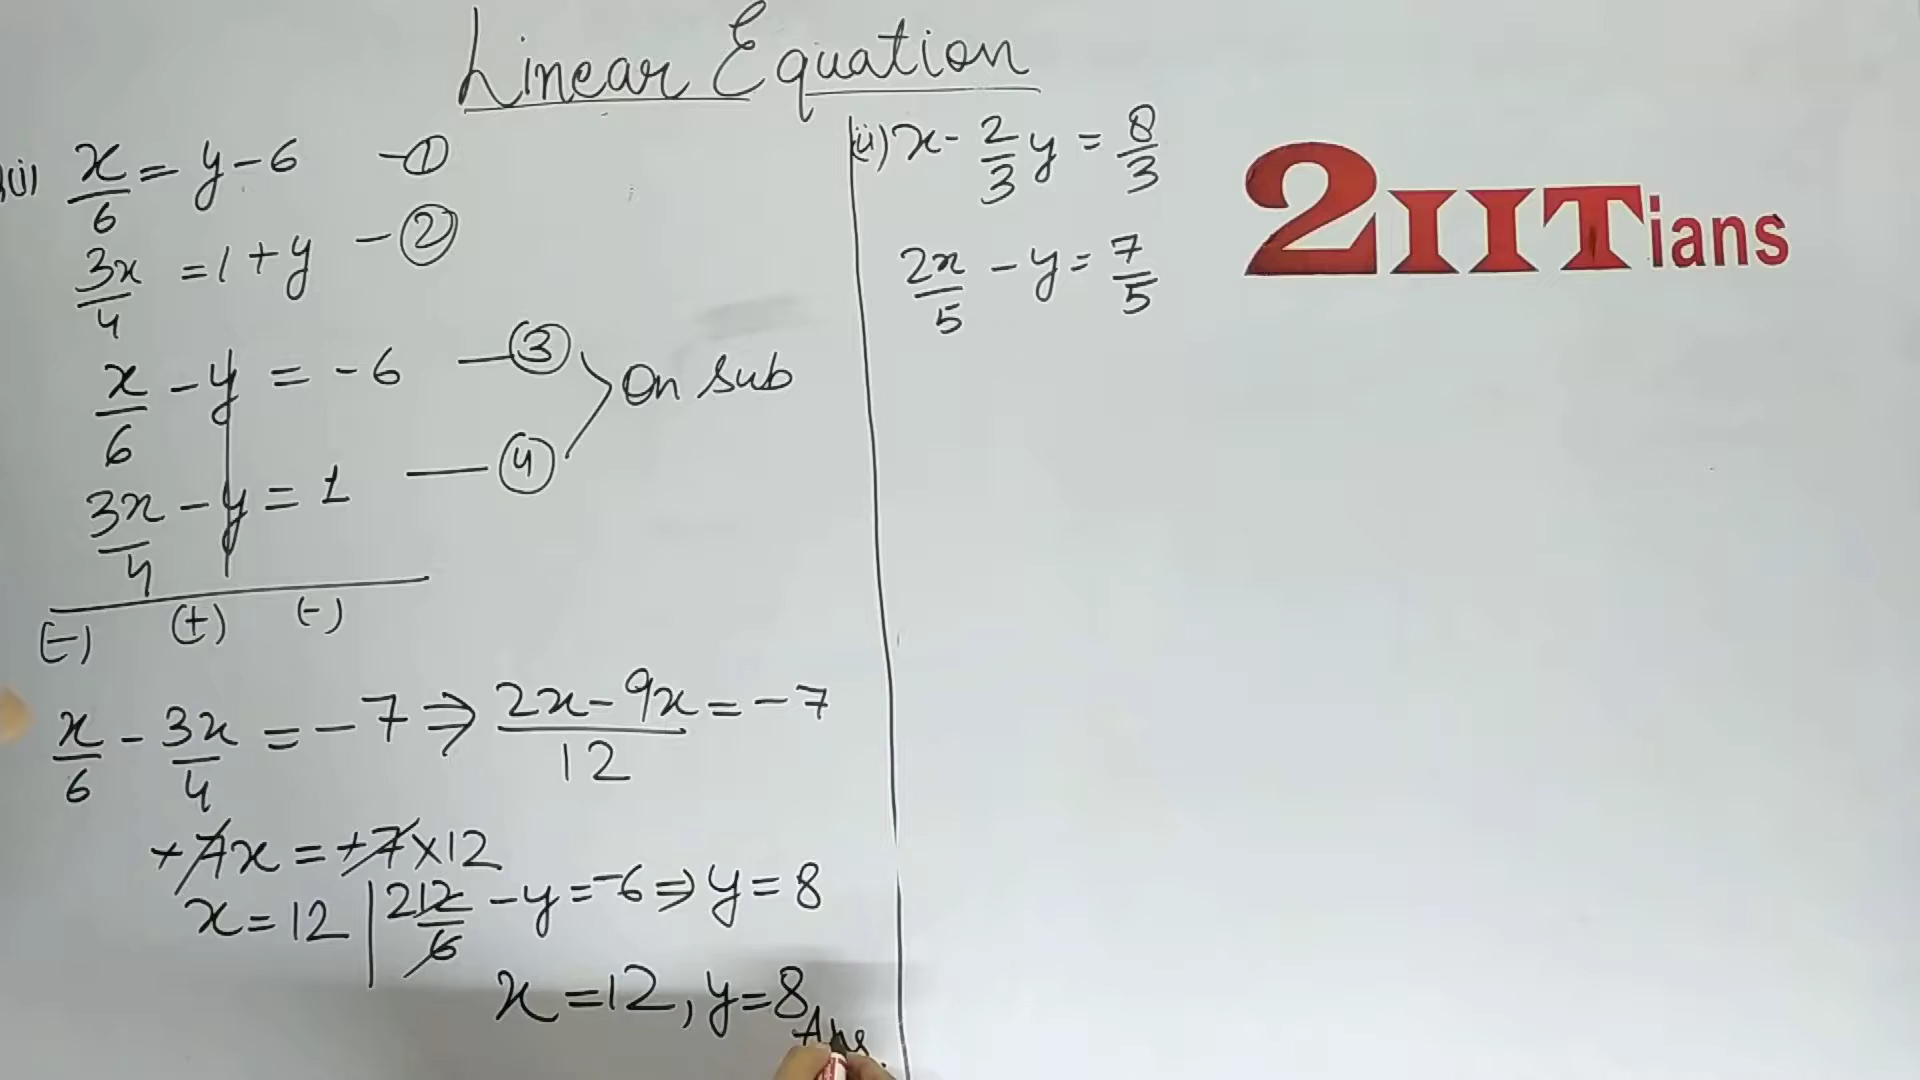 Linear Equation
x/6 = y - 6 — ①
3x/4 = 1 + y — ②
x/6 - y = -6 — ③
On sub
3x/4 - y = 1 — ④
(-) (+) (-)
x/6 - 3x/4 = -7 ⇒ (2x - 9x)/12 = -7
+7x = +7 × 12
x = 12 | 2 12/6 - y = -6 ⇒ y = 8
x = 12, y = 8 Ans
(ii) x - 2/3 y = 8/3
2x/5 - y = 7/5
2IITians